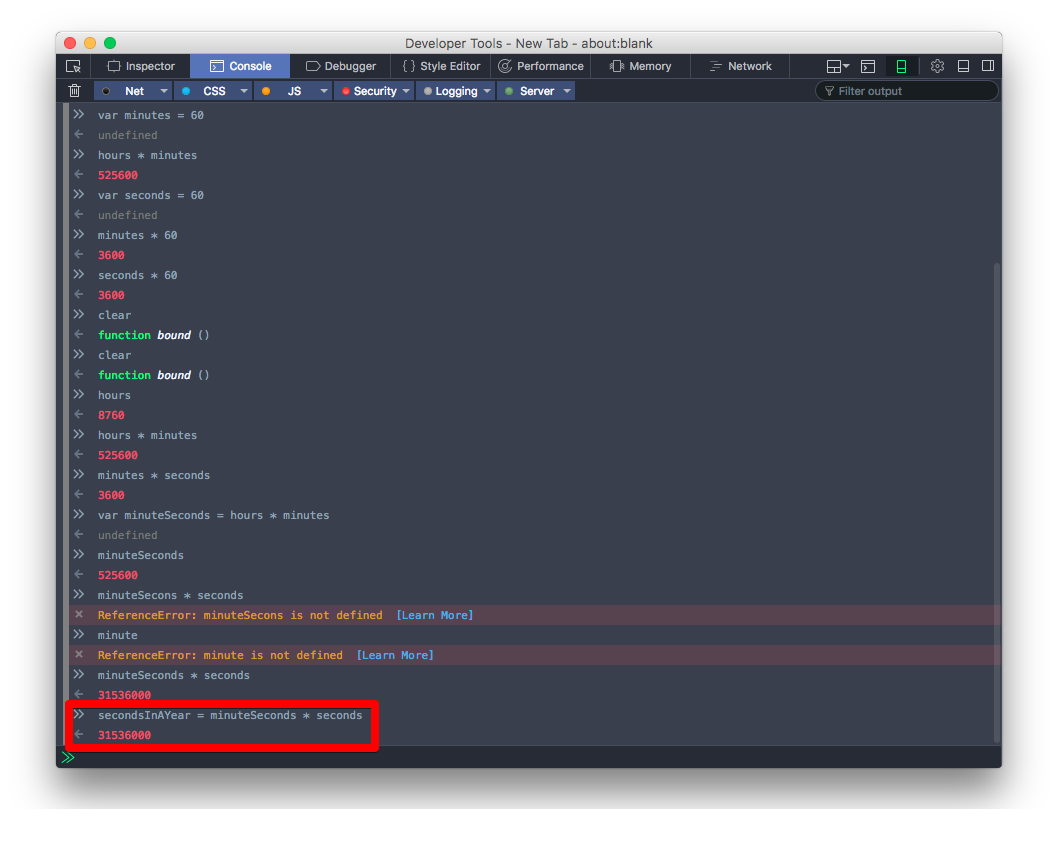 Developer Tools - New Tab - about:blank
Inspector Console Debugger { } Style Editor Performance Memory Network
Net CSS JS Security Logging Server Filter output
» var minutes = 60
← undefined
» hours * minutes
← 525600
» var seconds = 60
← undefined
» minutes * 60
← 3600
» seconds * 60
← 3600
» clear
← function bound ()
» clear
← function bound ()
» hours
← 8760
» hours * minutes
← 525600
» minutes * seconds
← 3600
» var minuteSeconds = hours * minutes
← undefined
» minuteSeconds
← 525600
» minuteSecons * seconds
× ReferenceError: minuteSecons is not defined [Learn More]
» minute
× ReferenceError: minute is not defined [Learn More]
» minuteSeconds * seconds
← 31536000
» secondsInAYear = minuteSeconds * seconds
← 31536000
»